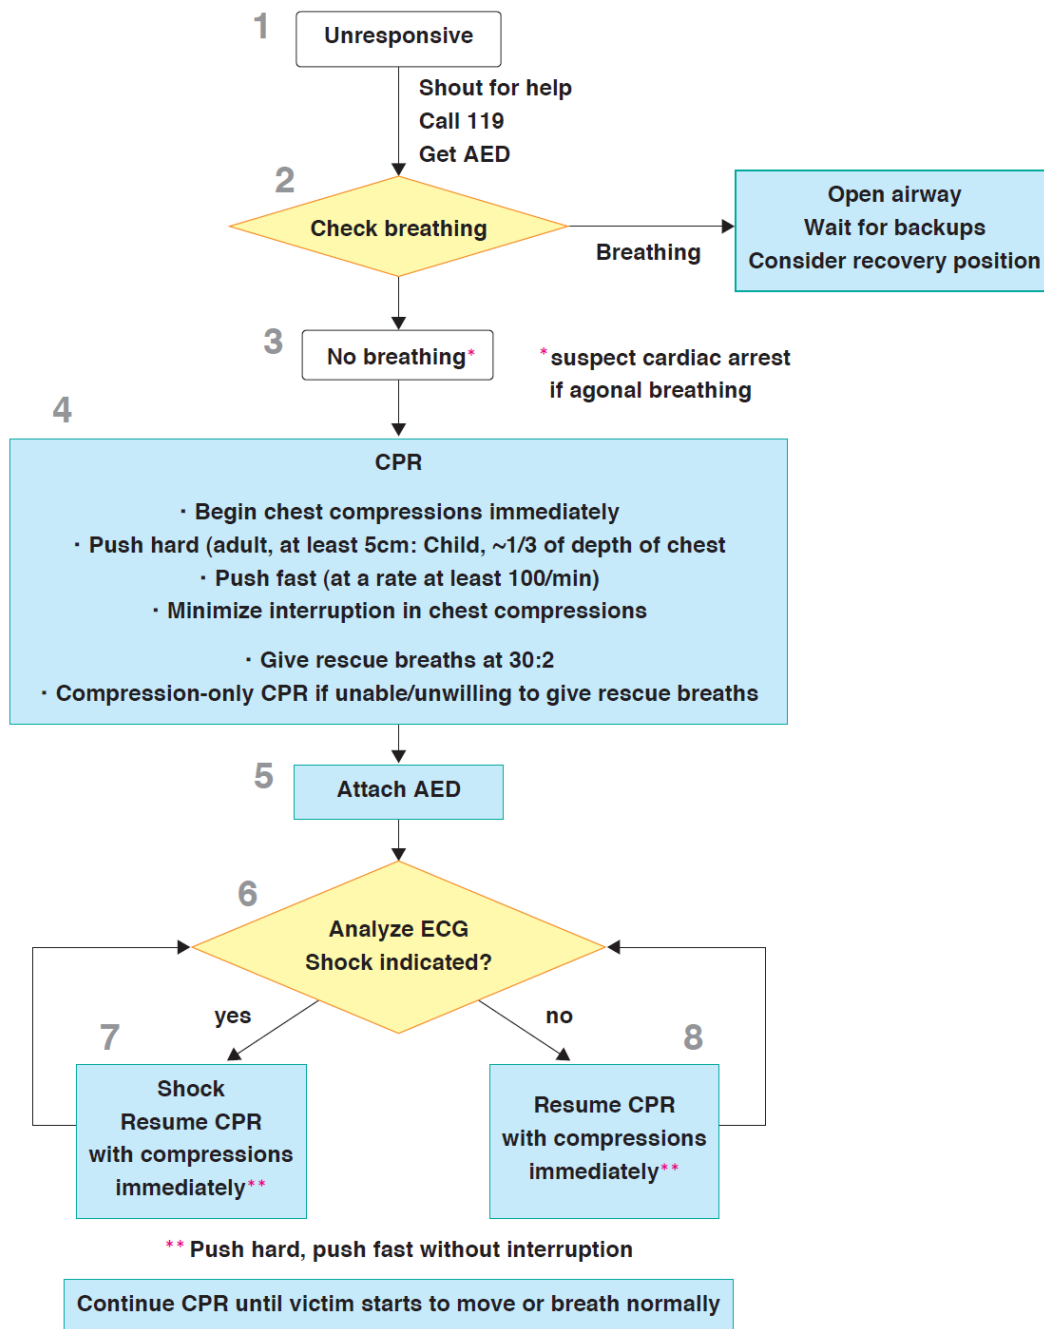 1
Unresponsive
Shout for help
Call 119
Get AED
2
Check breathing
Breathing
Open airway
Wait for backups
Consider recovery position
3
No breathing*
*suspect cardiac arrest
if agonal breathing
4
CPR
・Begin chest compressions immediately
・Push hard (adult, at least 5cm: Child, ~1/3 of depth of chest
・Push fast (at a rate at least 100/min)
・Minimize interruption in chest compressions
・Give rescue breaths at 30:2
・Compression-only CPR if unable/unwilling to give rescue breaths
5
Attach AED
6
Analyze ECG
Shock indicated?
yes
no
7
Shock
Resume CPR
with compressions
immediately**
8
Resume CPR
with compressions
immediately**
**Push hard, push fast without interruption
Continue CPR until victim starts to move or breath normally